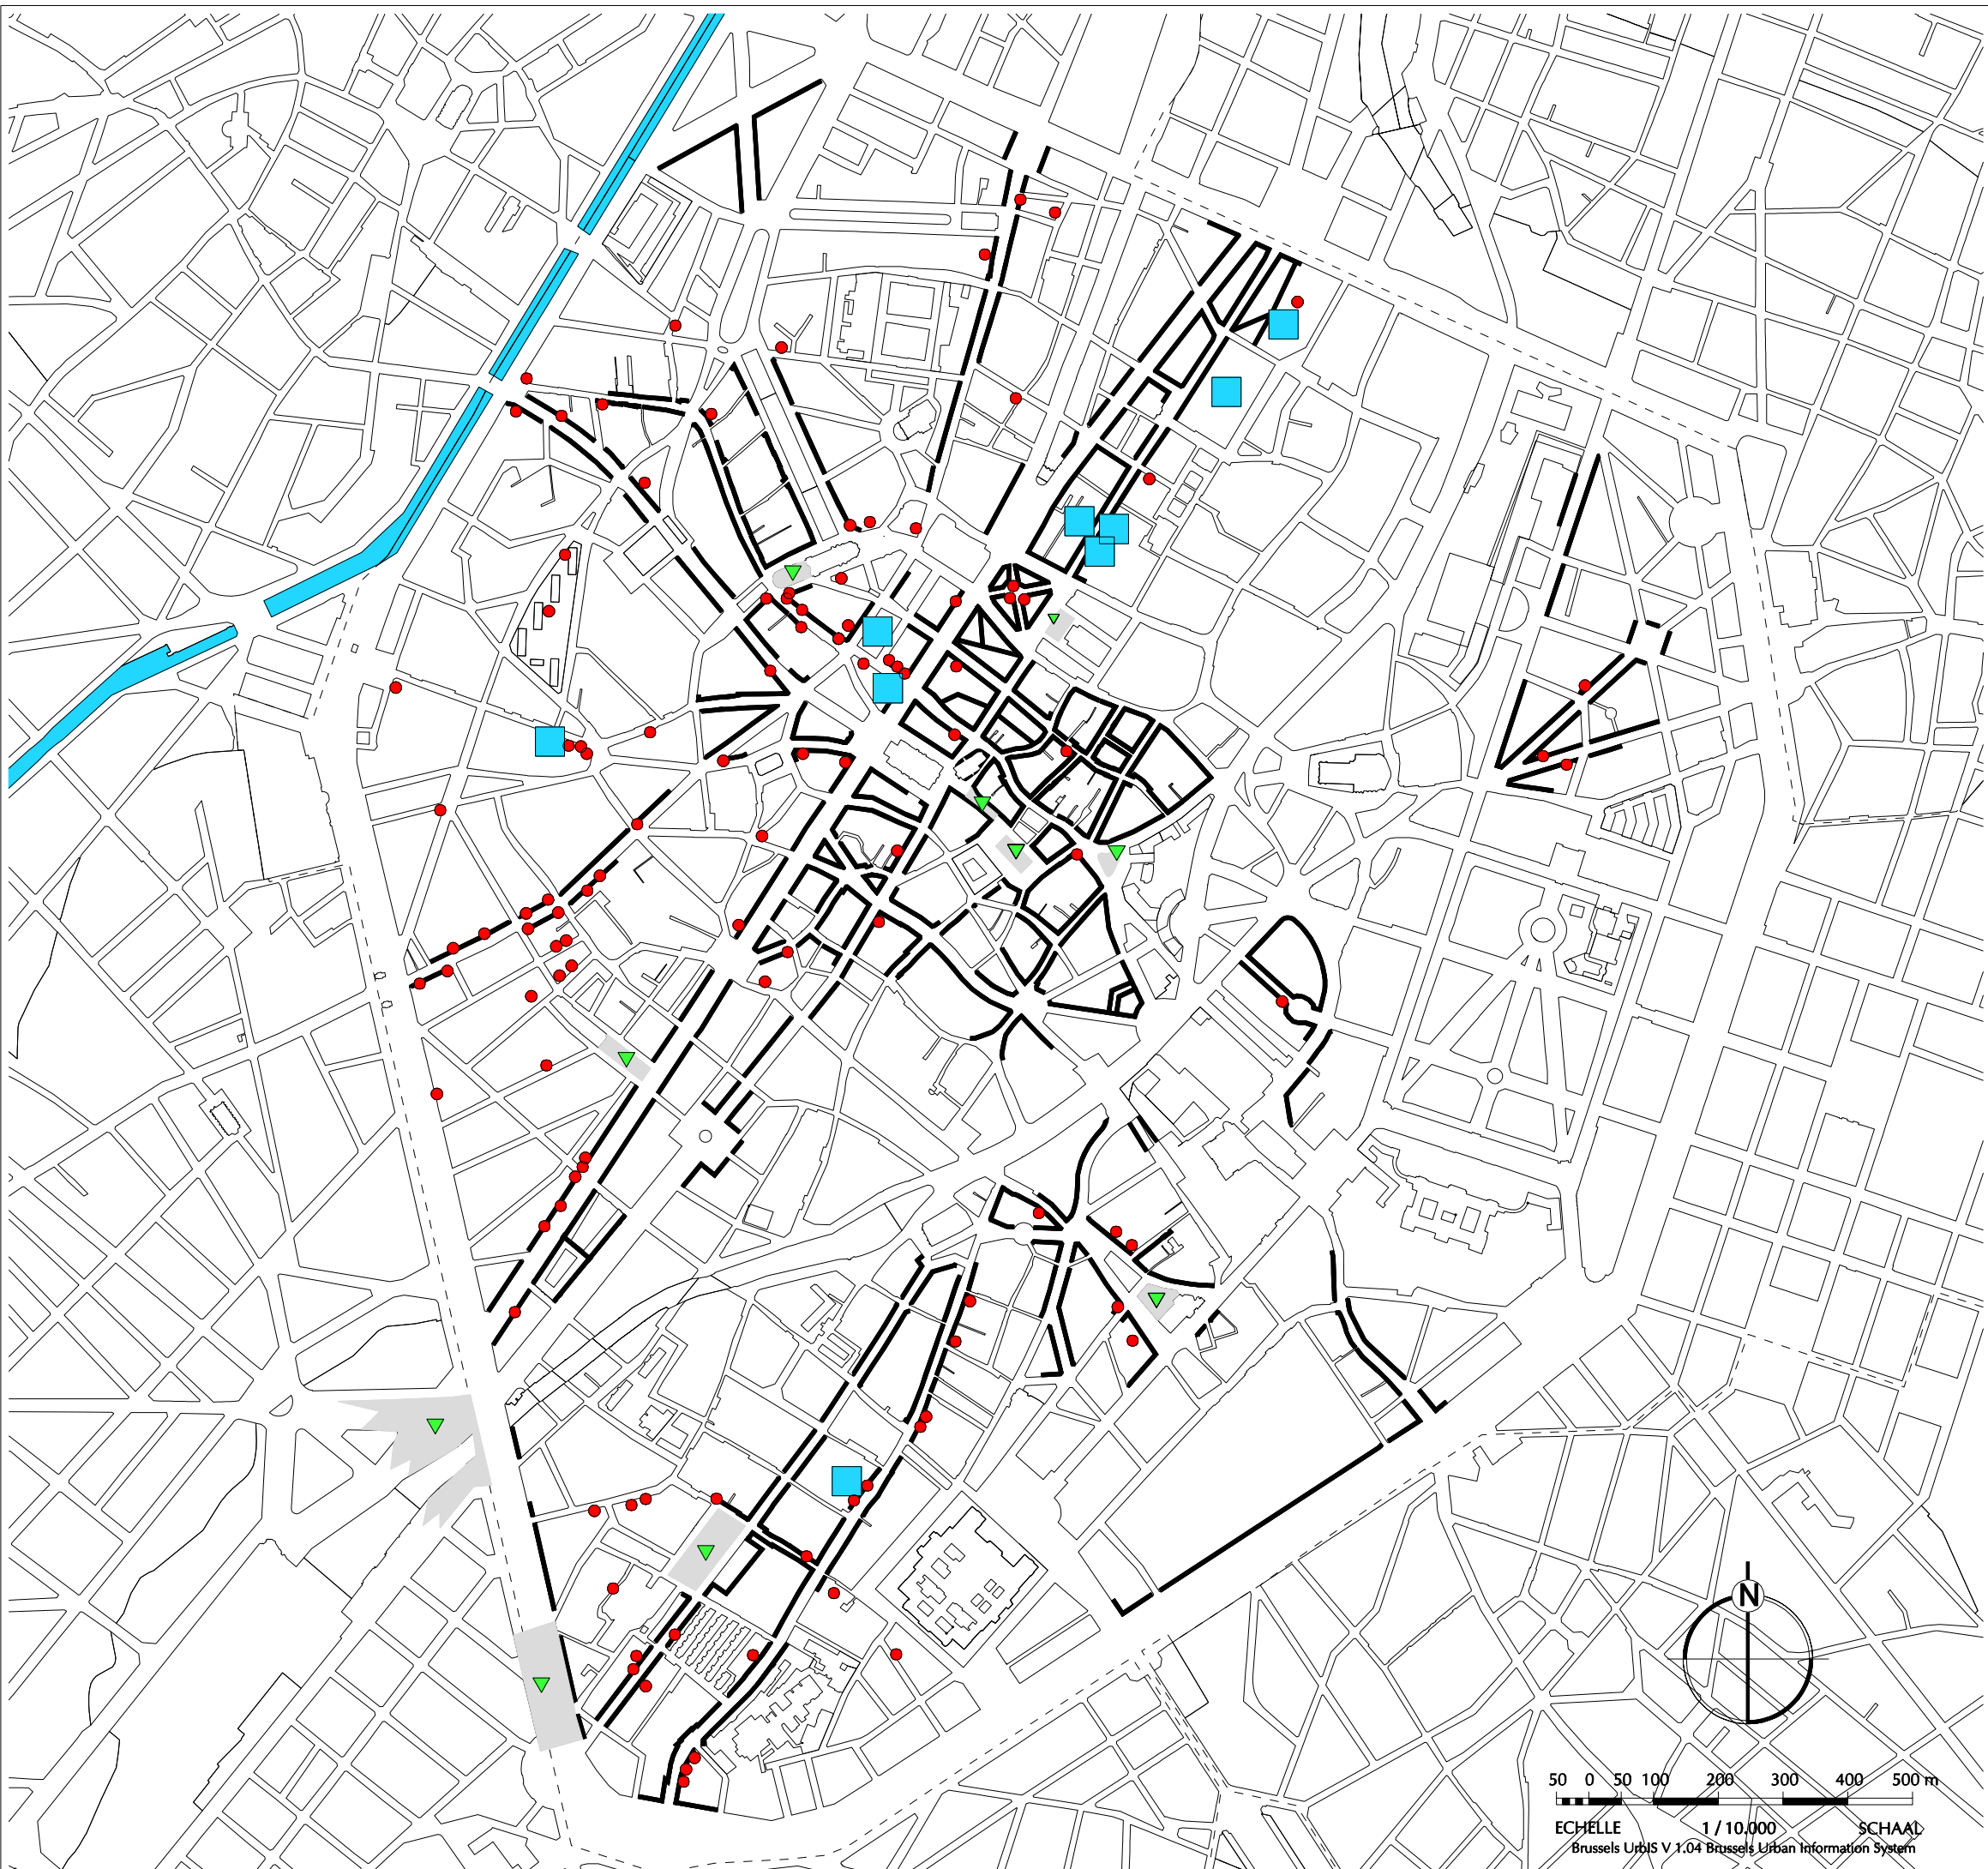 N
50 0 50 100 200 300 400 500 m
ECHELLE 1 / 10.000 SCHAAL
Brussels UrbIS V 1.04 Brussels Urban Information System